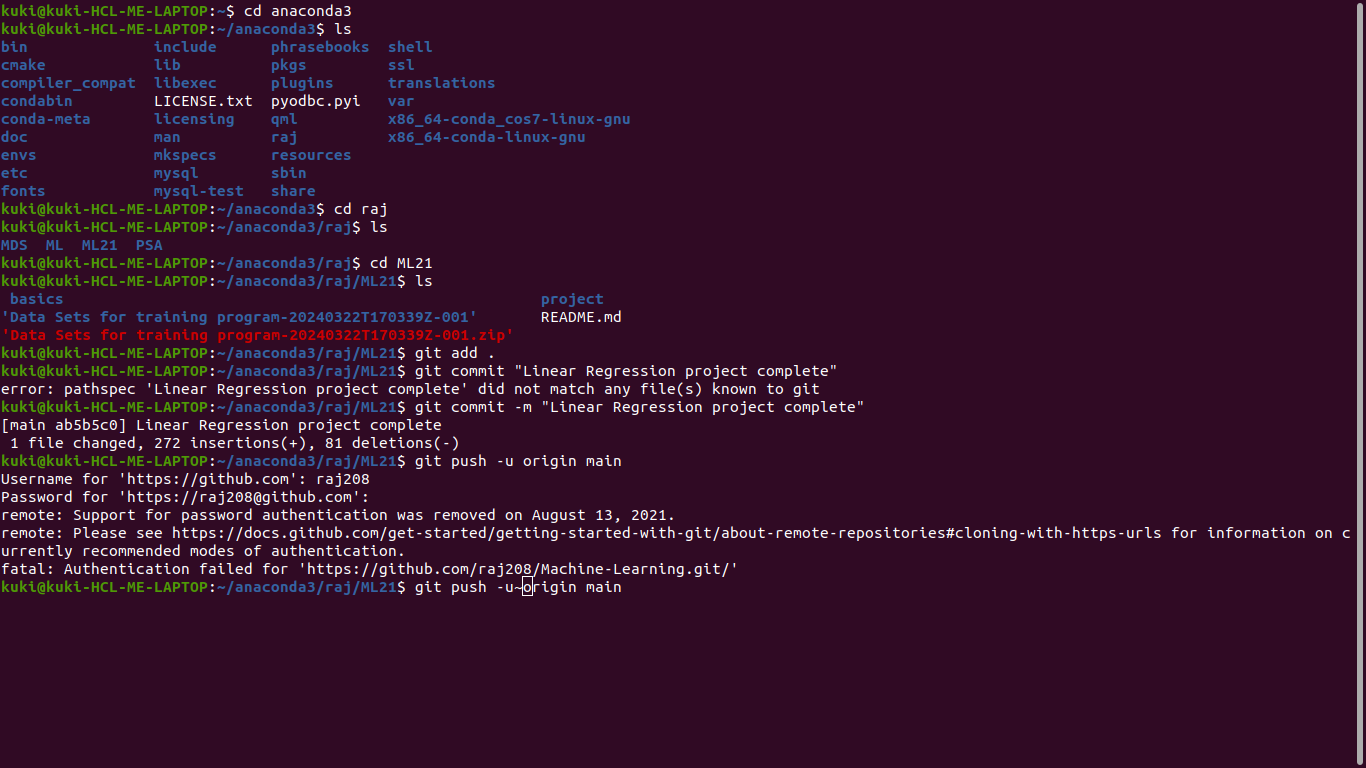 kuki@kuki-HCL-ME-LAPTOP:~$ cd anaconda3
kuki@kuki-HCL-ME-LAPTOP:~/anaconda3$ ls
bin include phrasebooks shell
cmake lib pkgs ssl
compiler_compat libexec plugins translations
condabin LICENSE.txt pyodbc.pyi var
conda-meta licensing qml x86_64-conda_cos7-linux-gnu
doc man raj x86_64-conda-linux-gnu
envs mkspecs resources
etc mysql sbin
fonts mysql-test share
kuki@kuki-HCL-ME-LAPTOP:~/anaconda3$ cd raj
kuki@kuki-HCL-ME-LAPTOP:~/anaconda3/raj$ ls
MDS ML ML21 PSA
kuki@kuki-HCL-ME-LAPTOP:~/anaconda3/raj$ cd ML21
kuki@kuki-HCL-ME-LAPTOP:~/anaconda3/raj/ML21$ ls
basics project
'Data Sets for training program-20240322T170339Z-001' README.md
'Data Sets for training program-20240322T170339Z-001.zip'
kuki@kuki-HCL-ME-LAPTOP:~/anaconda3/raj/ML21$ git add .
kuki@kuki-HCL-ME-LAPTOP:~/anaconda3/raj/ML21$ git commit "Linear Regression project complete"
error: pathspec 'Linear Regression project complete' did not match any file(s) known to git
kuki@kuki-HCL-ME-LAPTOP:~/anaconda3/raj/ML21$ git commit -m "Linear Regression project complete"
[main ab5b5c0] Linear Regression project complete
1 file changed, 272 insertions(+), 81 deletions(-)
kuki@kuki-HCL-ME-LAPTOP:~/anaconda3/raj/ML21$ git push -u origin main
Username for 'https://github.com': raj208
Password for 'https://raj208@github.com':
remote: Support for password authentication was removed on August 13, 2021.
remote: Please see https://docs.github.com/get-started/getting-started-with-git/about-remote-repositories#cloning-with-https-urls for information on c
urrently recommended modes of authentication.
fatal: Authentication failed for 'https://github.com/raj208/Machine-Learning.git/'
kuki@kuki-HCL-ME-LAPTOP:~/anaconda3/raj/ML21$ git push -u~origin main